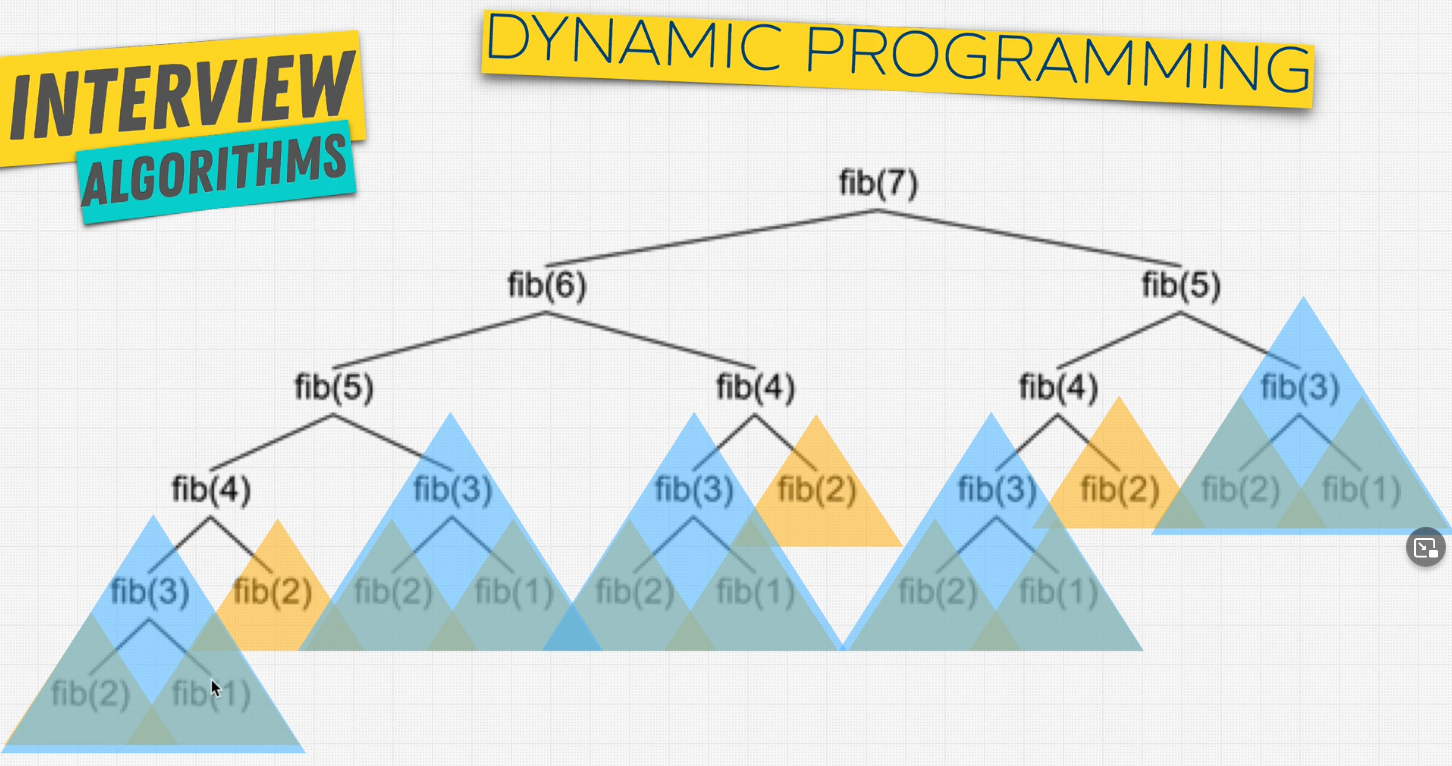 INTERVIEW
ALGORITHMS
DYNAMIC PROGRAMMING
fib(7)
fib(6) fib(5)
fib(5) fib(4) fib(4) fib(3)
fib(4) fib(3) fib(3) fib(2) fib(3) fib(2) fib(2) fib(1)
fib(3) fib(2) fib(2) fib(1) fib(2) fib(1) fib(2) fib(1)
fib(2) fib(1)